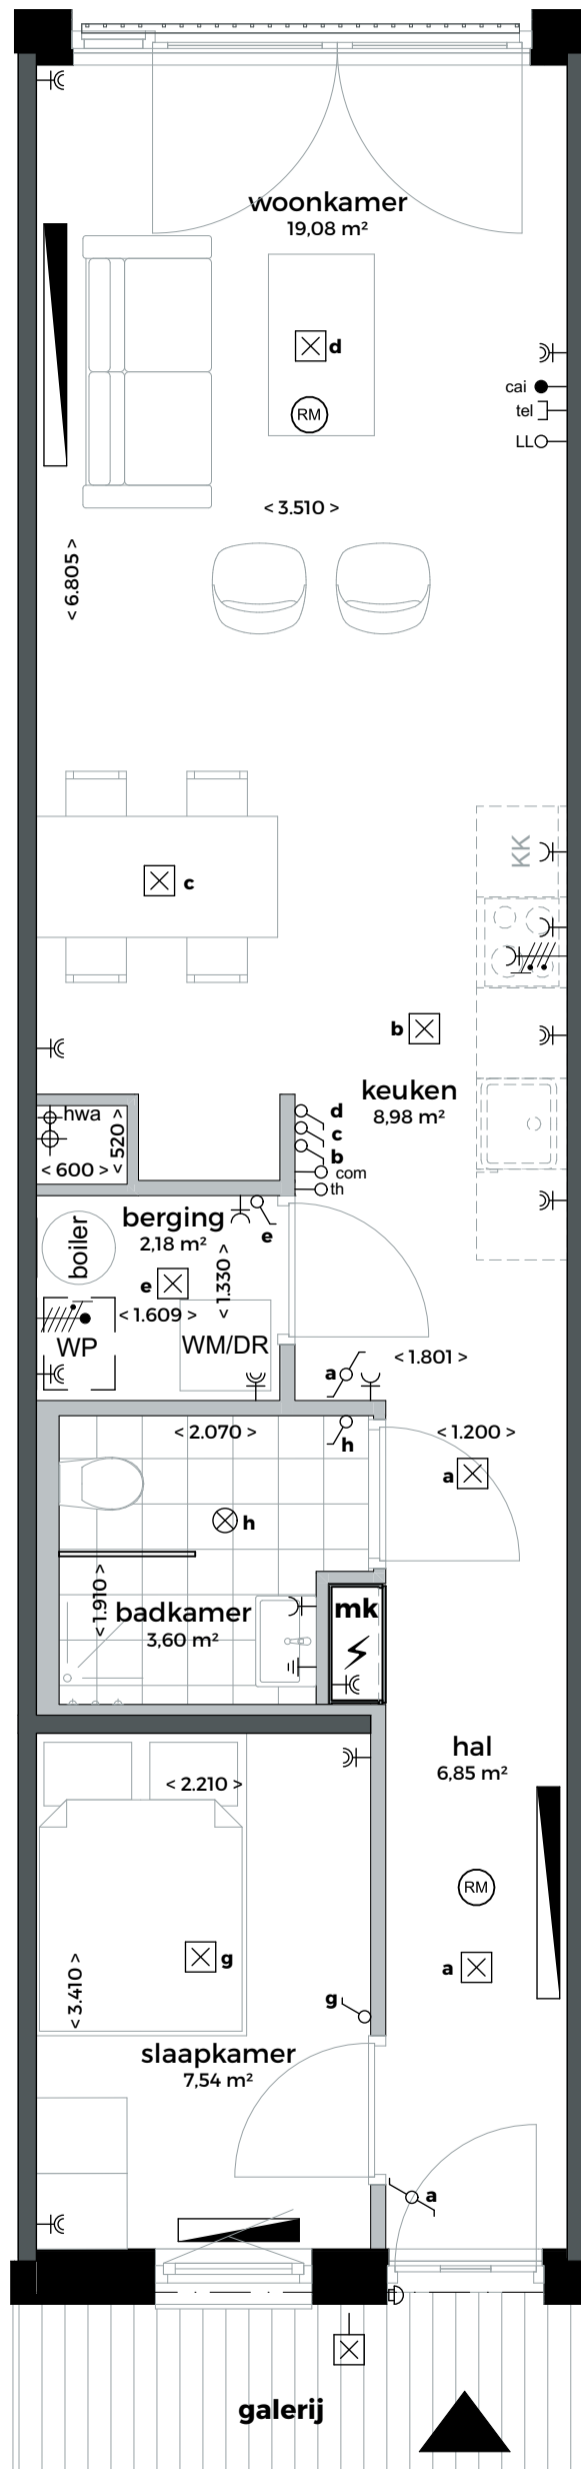 woonkamer
19,08 m²
d
RM
cai
tel
LL
< 3.510 >
< 6.805 >
KK
c
b
keuken
8,98 m²
hwa
< 520 >
< 600 >
d
c
b
com
th
berging
2,18 m²
e
boiler
e
< 1.330 >
< 1.609 >
WP
WM/DR
a
< 1.801 >
< 2.070 >
h
< 1.200 >
a
h
< 1.910 >
badkamer
3,60 m²
mk
hal
6,85 m²
< 2.210 >
RM
a
g
< 3.410 >
g
slaapkamer
7,54 m²
a
galerij